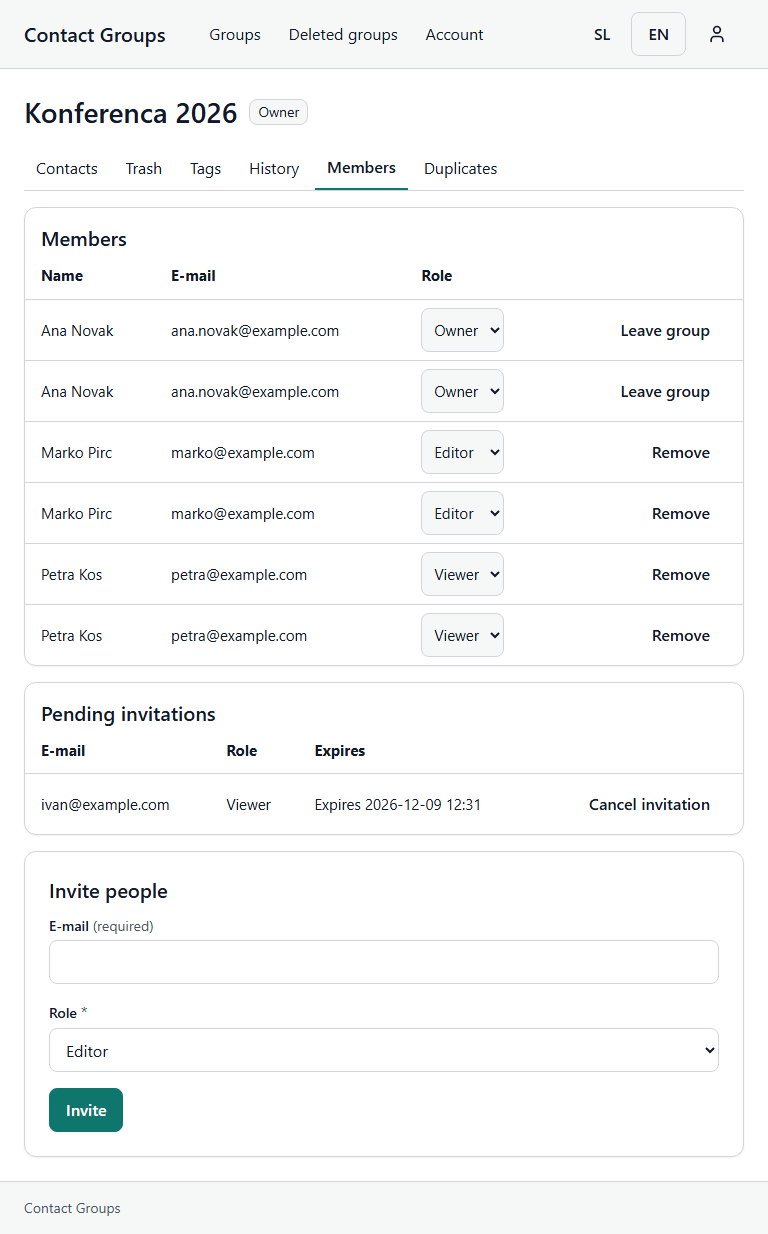 Contact Groups Groups Deleted groups Account SL EN
Konferenca 2026 Owner
Contacts Trash Tags History Members Duplicates
Members
Name E-mail Role
Ana Novak ana.novak@example.com Owner Leave group
Ana Novak ana.novak@example.com Owner Leave group
Marko Pirc marko@example.com Editor Remove
Marko Pirc marko@example.com Editor Remove
Petra Kos petra@example.com Viewer Remove
Petra Kos petra@example.com Viewer Remove
Pending invitations
E-mail Role Expires
ivan@example.com Viewer Expires 2026-12-09 12:31 Cancel invitation
Invite people
E-mail (required)
Role *
Editor
Invite
Contact Groups